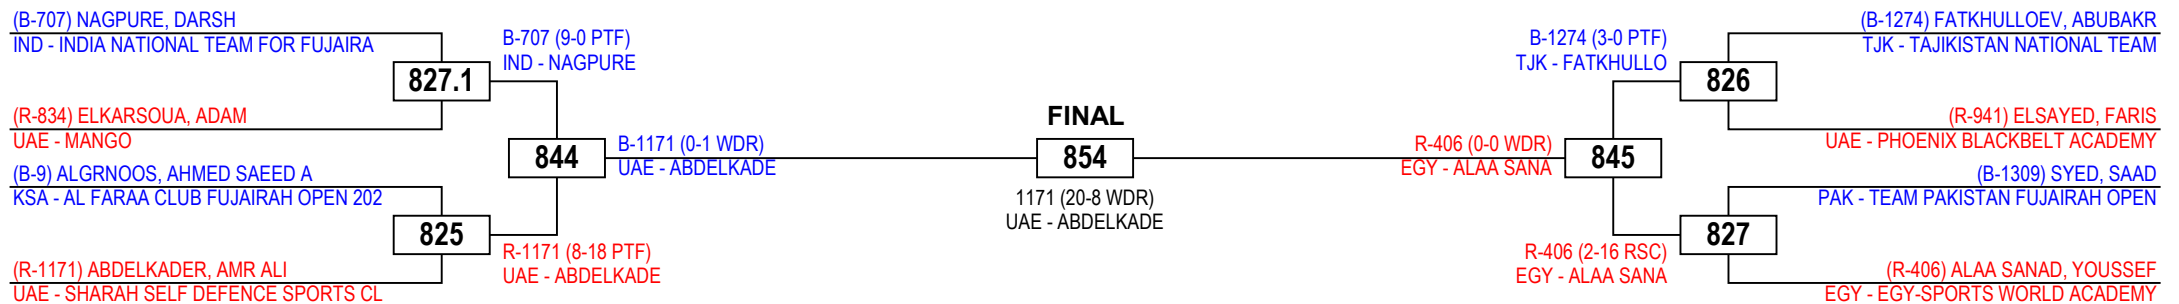 (B-707) NAGPURE, DARSH
IND - INDIA NATIONAL TEAM FOR FUJAIRA
827.1
(R-834) ELKARSOUA, ADAM
UAE - MANGO
B-707 (9-0 PTF)
IND - NAGPURE
844
(B-9) ALGRNOOS, AHMED SAEED A
KSA - AL FARAA CLUB FUJAIRAH OPEN 202
825
(R-1171) ABDELKADER, AMR ALI
UAE - SHARAH SELF DEFENCE SPORTS CL
R-1171 (8-18 PTF)
UAE - ABDELKADE
B-1171 (0-1 WDR)
UAE - ABDELKADE
FINAL
854
1171 (20-8 WDR)
UAE - ABDELKADE
R-406 (0-0 WDR)
EGY - ALAA SANA
845
B-1274 (3-0 PTF)
TJK - FATKHULLO
(B-1274) FATKHULLOEV, ABUBAKR
TJK - TAJIKISTAN NATIONAL TEAM
826
(R-941) ELSAYED, FARIS
UAE - PHOENIX BLACKBELT ACADEMY
(B-1309) SYED, SAAD
PAK - TEAM PAKISTAN FUJAIRAH OPEN
827
R-406 (2-16 RSC)
EGY - ALAA SANA
(R-406) ALAA SANAD, YOUSSEF
EGY - EGY-SPORTS WORLD ACADEMY